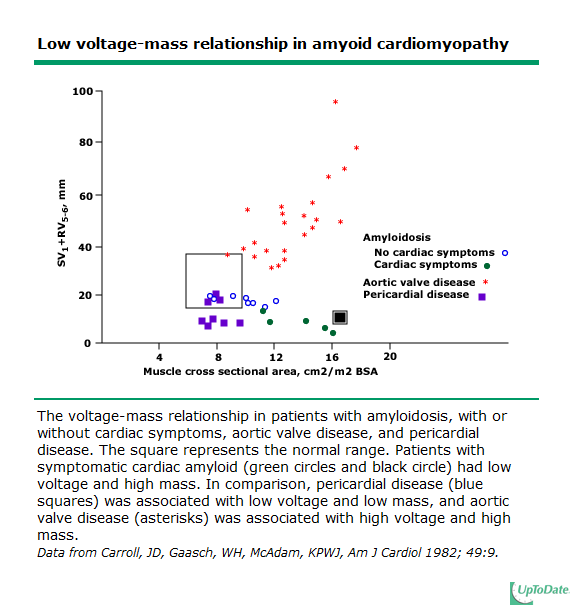 Low voltage-mass relationship in amyoid cardiomyopathy
100
80
60
40
20
0
SV1+RV5-6, mm
4
8
12
16
20
Muscle cross sectional area, cm2/m2 BSA
Amyloidosis
No cardiac symptoms
Cardiac symptoms
Aortic valve disease
Pericardial disease
The voltage-mass relationship in patients with amyloidosis, with or
without cardiac symptoms, aortic valve disease, and pericardial
disease. The square represents the normal range. Patients with
symptomatic cardiac amyloid (green circles and black circle) had low
voltage and high mass. In comparison, pericardial disease (blue
squares) was associated with low voltage and low mass, and aortic
valve disease (asterisks) was associated with high voltage and high
mass.
Data from Carroll, JD, Gaasch, WH, McAdam, KPWJ, Am J Cardiol 1982; 49:9.
UpToDate